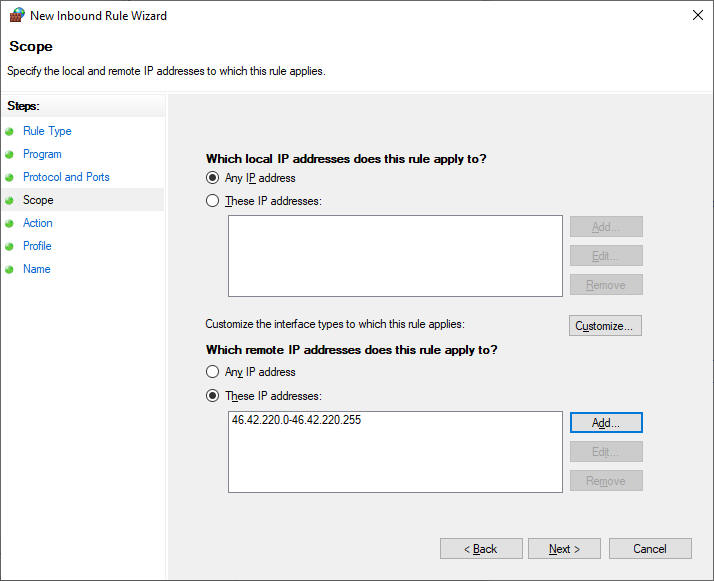 New Inbound Rule Wizard
Scope
Specify the local and remote IP addresses to which this rule applies.
Steps:
Rule Type
Program
Protocol and Ports
Scope
Action
Profile
Name
Which local IP addresses does this rule apply to?
Any IP address
These IP addresses:
Add...
Edit...
Remove
Customize the interface types to which this rule applies:
Customize...
Which remote IP addresses does this rule apply to?
Any IP address
These IP addresses:
46.42.220.0-46.42.220.255
Add...
Edit...
Remove
< Back
Next >
Cancel